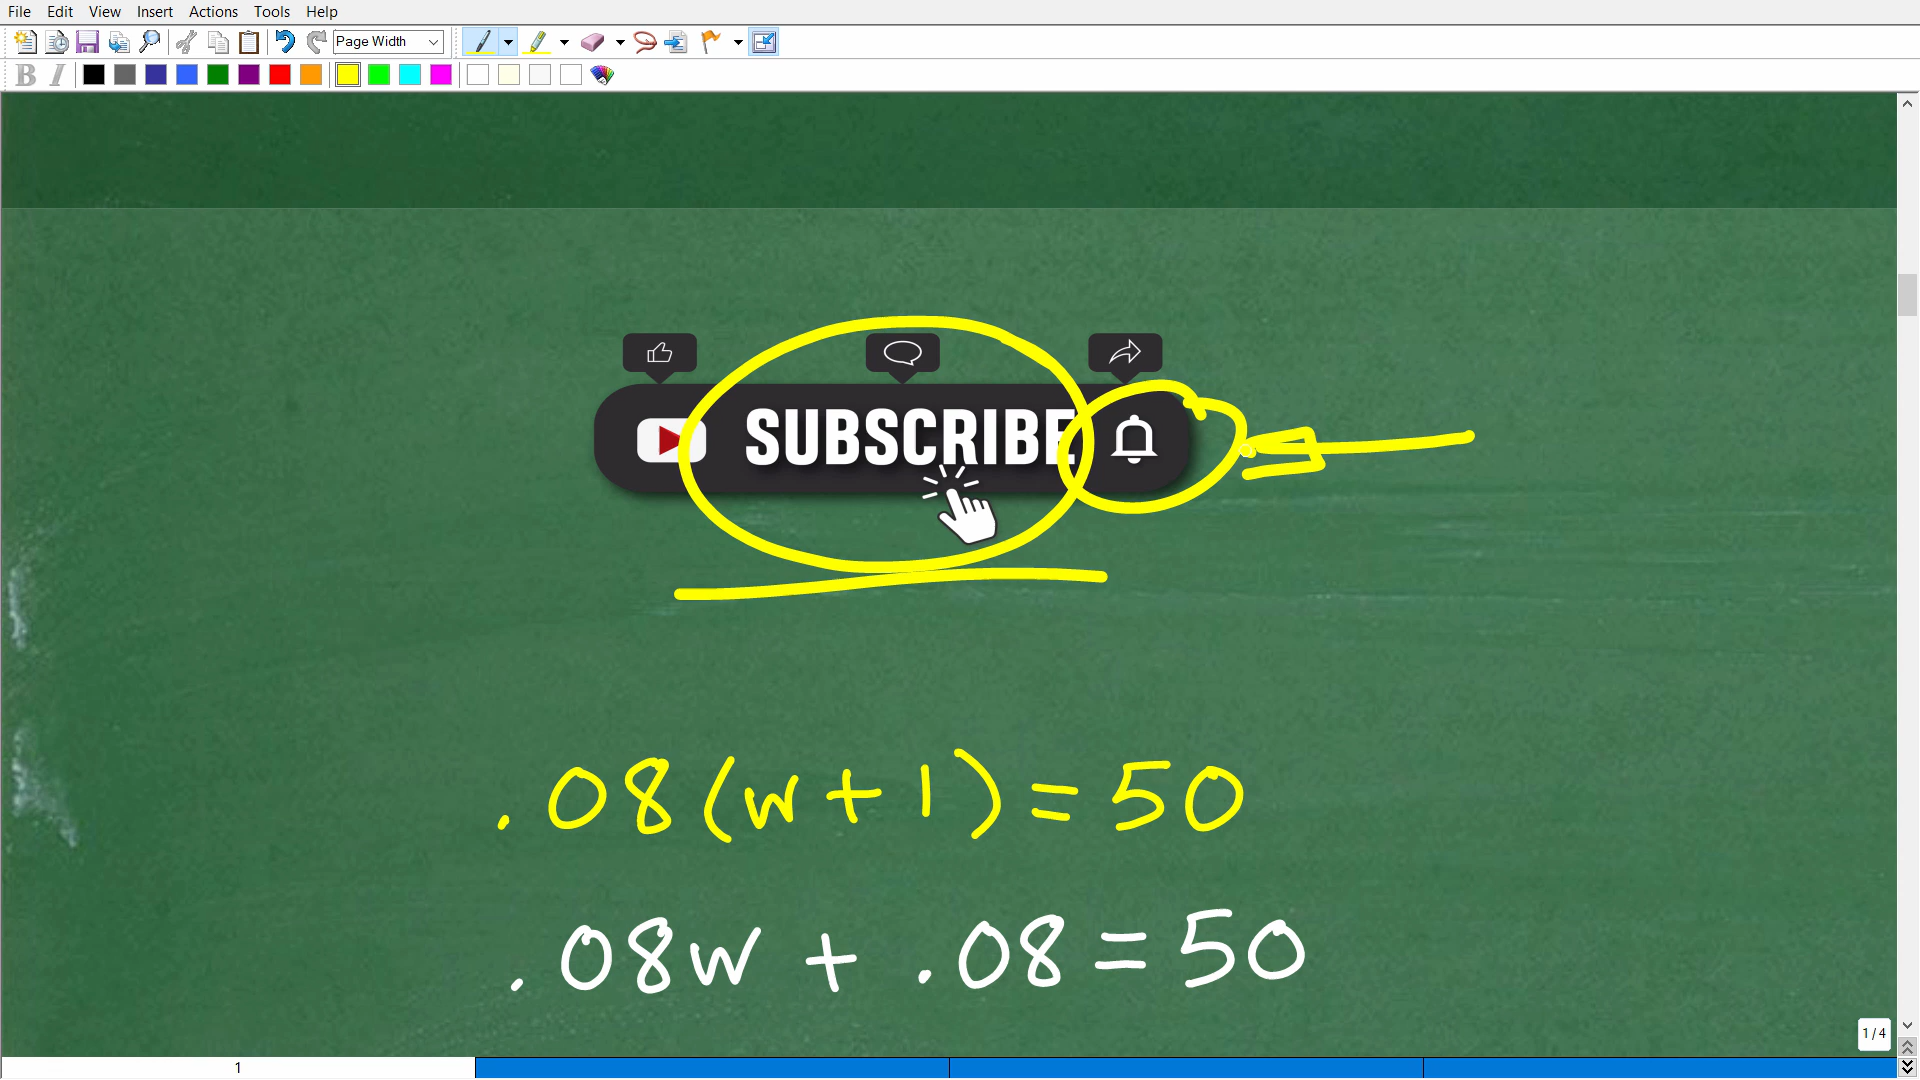 File Edit View Insert Actions Tools Help
Page Width
B I
SUBSCRIBE
.08(w+1)=50
.08w + .08=50
1 / 4
1